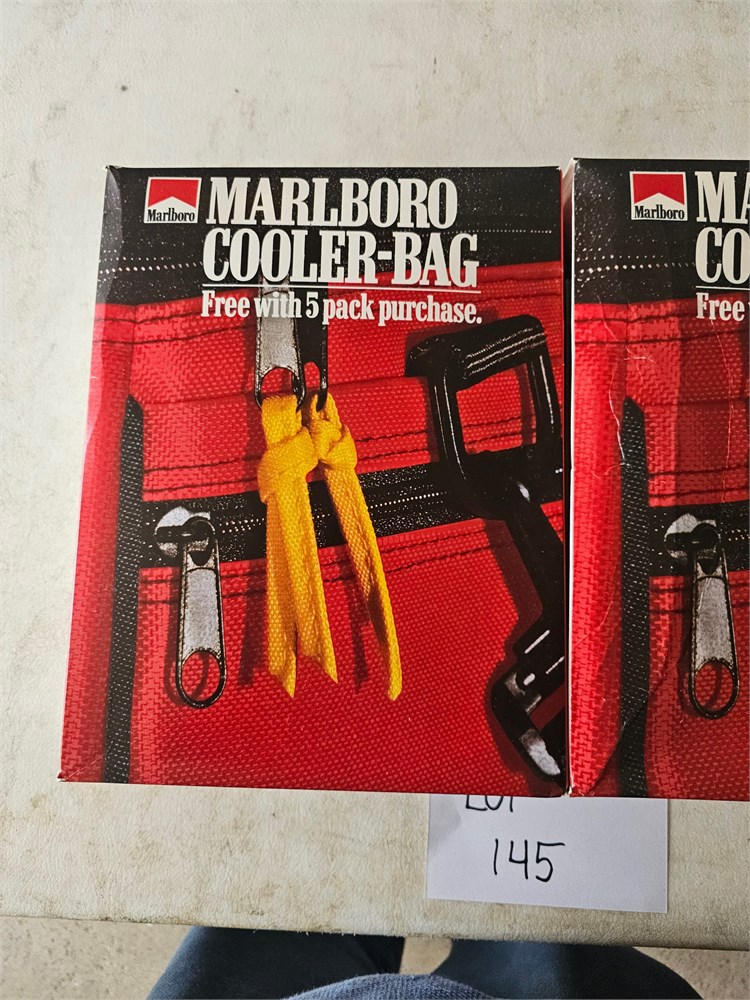 Marlboro
MARLBORO
COOLER-BAG
Free with 5 pack purchase.
Marlboro
MA
CO
Free
LOT
145